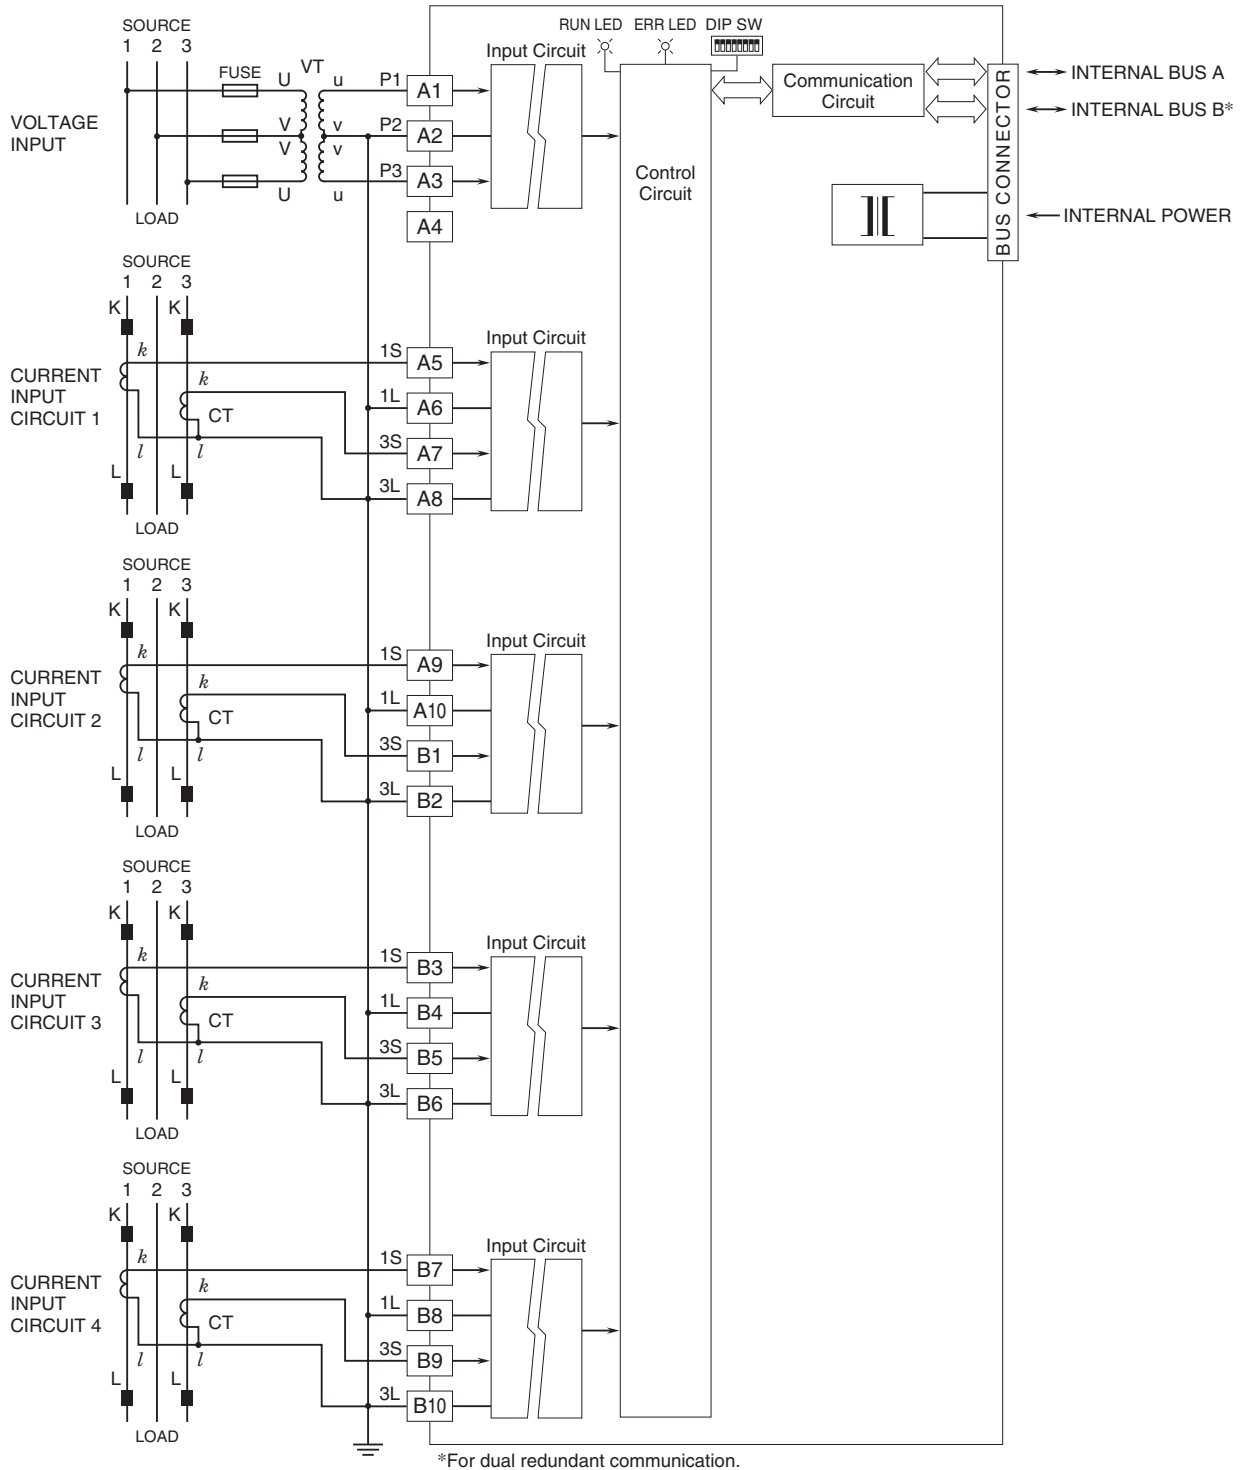 SOURCE
1 2 3
FUSE
U VT u P1 A1
VOLTAGE
INPUT
V v P2 A2
V v
U u P3 A3
A4
LOAD
Input Circuit
RUN LED ERR LED DIP SW
Control
Circuit
Communication
Circuit
BUS CONNECTOR
INTERNAL BUS A
INTERNAL BUS B*
INTERNAL POWER
SOURCE
1 2 3
K K
CURRENT
INPUT
CIRCUIT 1
k k
CT
l l
L L
LOAD
1S A5
1L A6
3S A7
3L A8
Input Circuit
SOURCE
1 2 3
K K
CURRENT
INPUT
CIRCUIT 2
k k
CT
l l
L L
LOAD
1S A9
1L A10
3S B1
3L B2
Input Circuit
SOURCE
1 2 3
K K
CURRENT
INPUT
CIRCUIT 3
k k
CT
l l
L L
LOAD
1S B3
1L B4
3S B5
3L B6
Input Circuit
SOURCE
1 2 3
K K
CURRENT
INPUT
CIRCUIT 4
k k
CT
l l
L L
LOAD
1S B7
1L B8
3S B9
3L B10
Input Circuit
*For dual redundant communication.